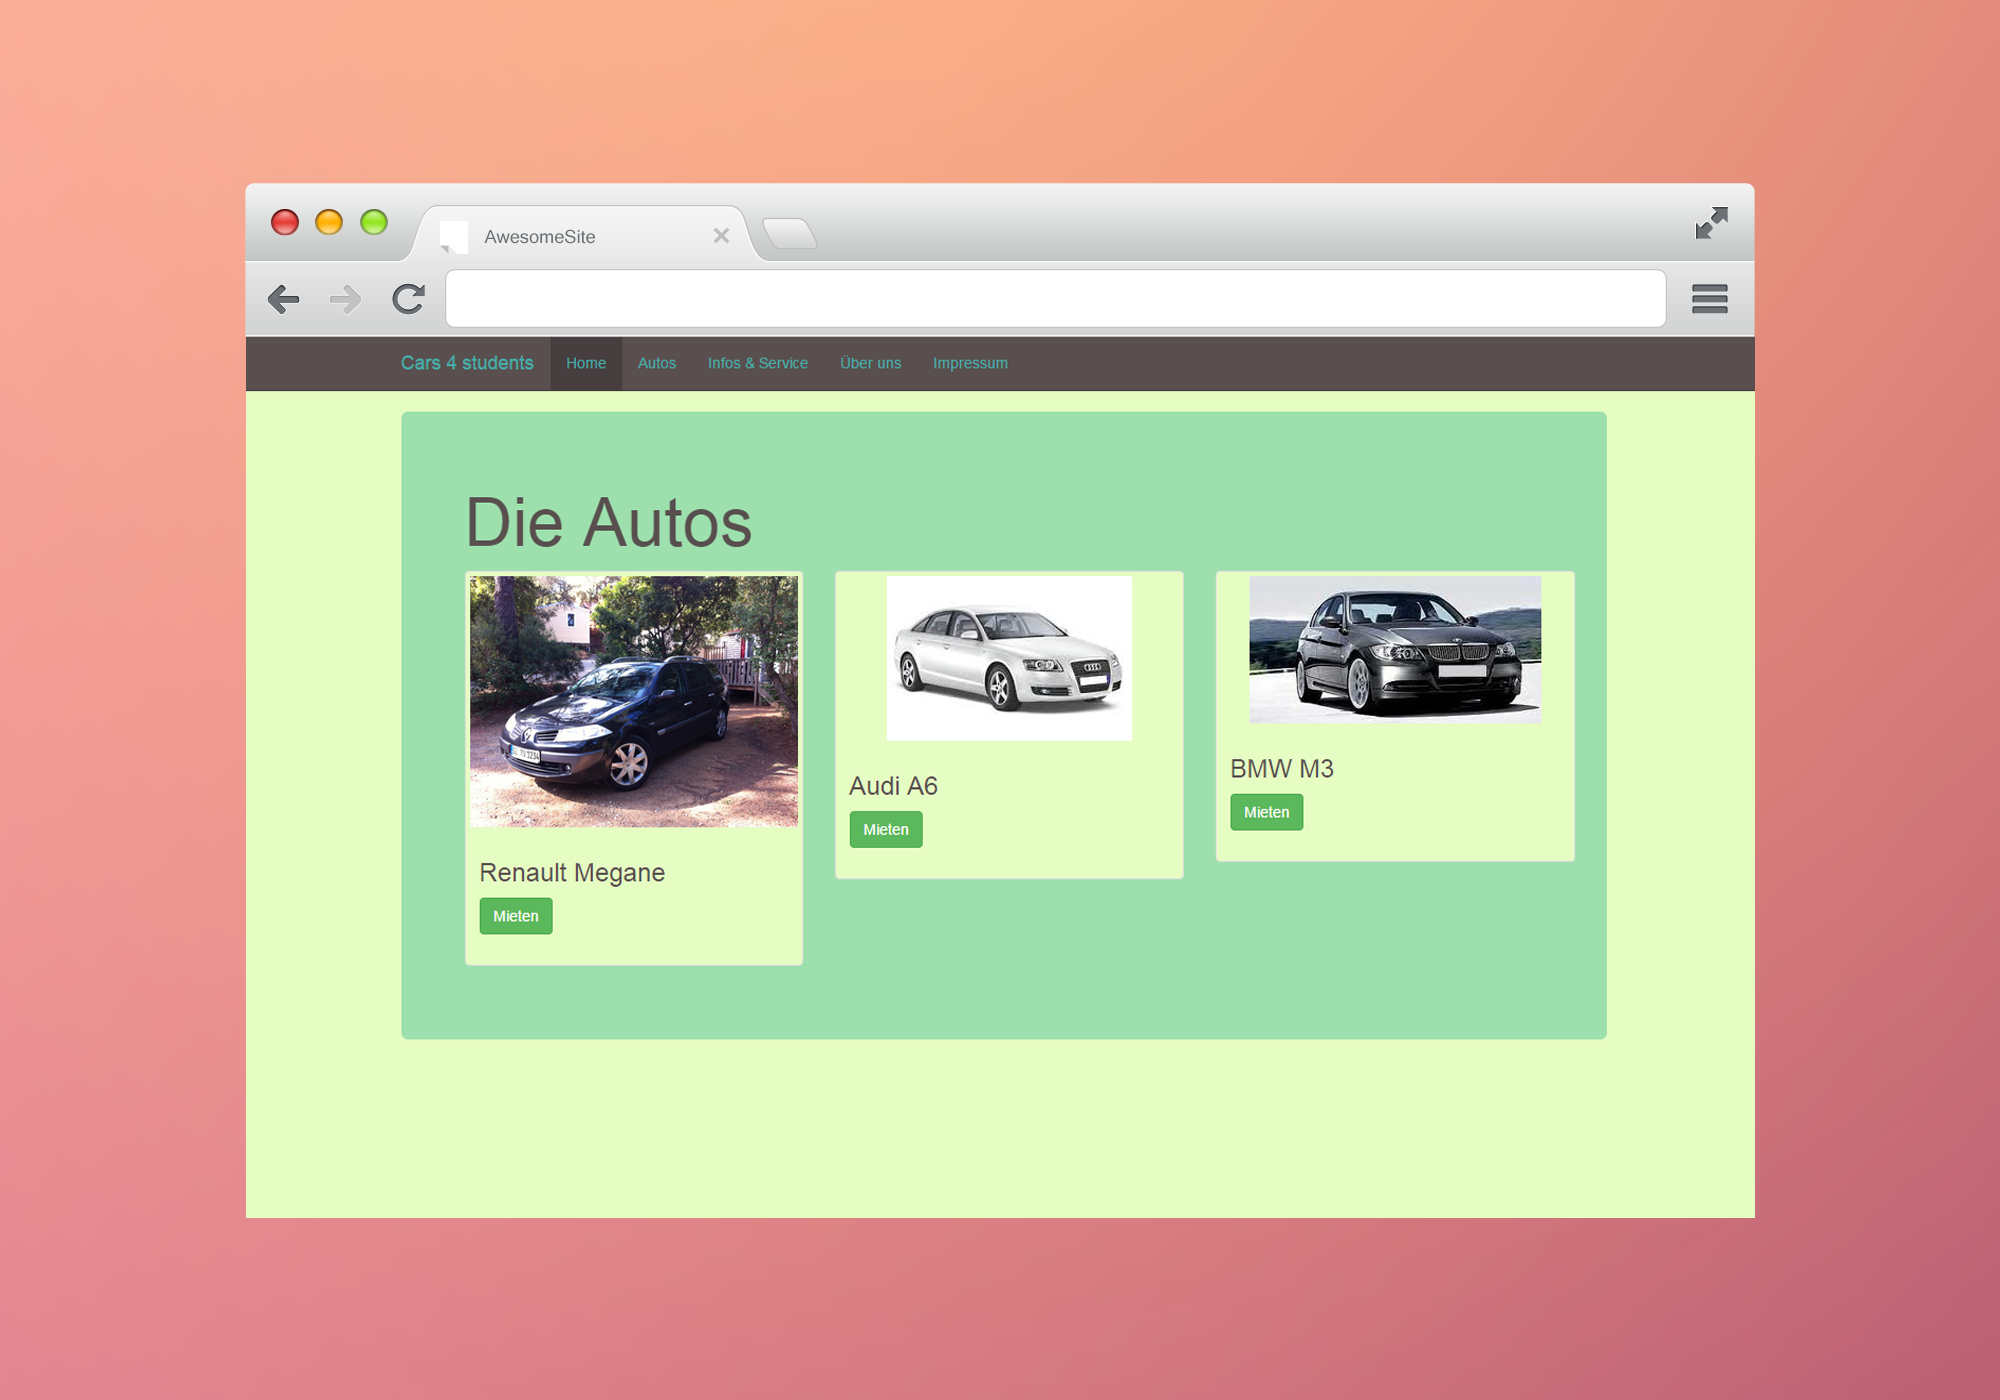 AwesomeSite
Cars 4 students Home Autos Infos & Service Über uns Impressum
Die Autos
Renault Megane
Mieten
Audi A6
Mieten
BMW M3
Mieten